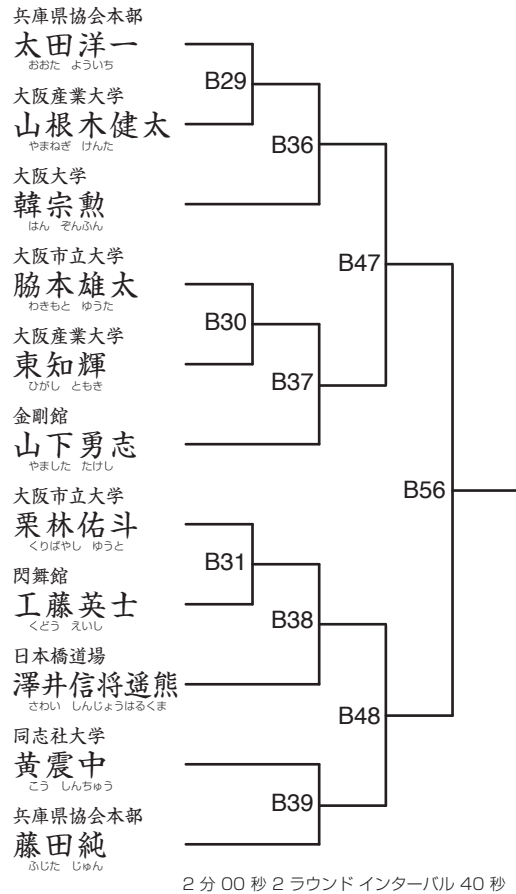 兵庫県協会本部
太田洋一
おおた よういち
B29
大阪産業大学
山根木健太
やまねぎ けんた
B36
大阪大学
韓宗勲
はん ぞんふん
B47
大阪市立大学
脇本雄太
わきもと ゆうた
B30
大阪産業大学
東知輝
ひがし ともき
B37
金剛館
山下勇志
やました たけし
B56
大阪市立大学
栗林佑斗
くりばやし ゆうと
B31
閃舞館
工藤英士
くどう えいし
B38
日本橋道場
澤井信将遥熊
さわい しんじょうはるくま
B48
同志社大学
黄震中
こう しんちゅう
B39
兵庫県協会本部
藤田純
ふじた じゅん
2 分 00 秒 2 ラウンド インターバル 40 秒